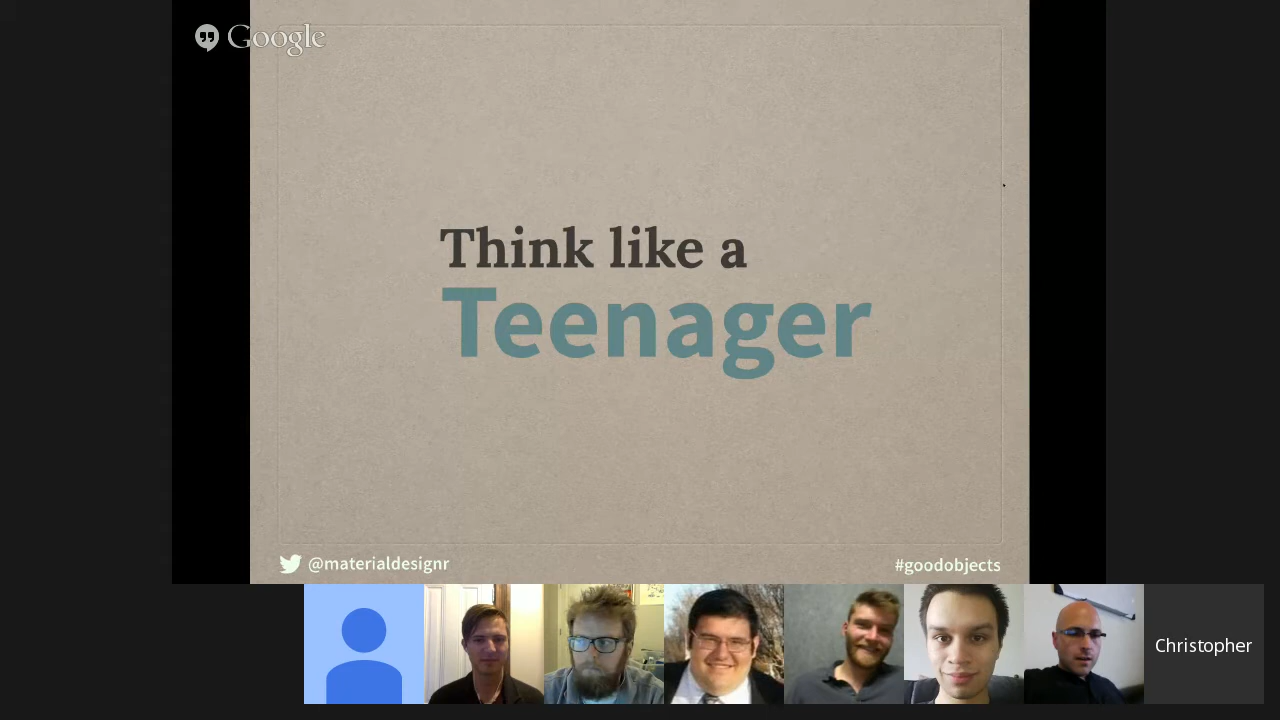 Google
Think like a
Teenager
@materialdesignr
#goodobjects
Christopher